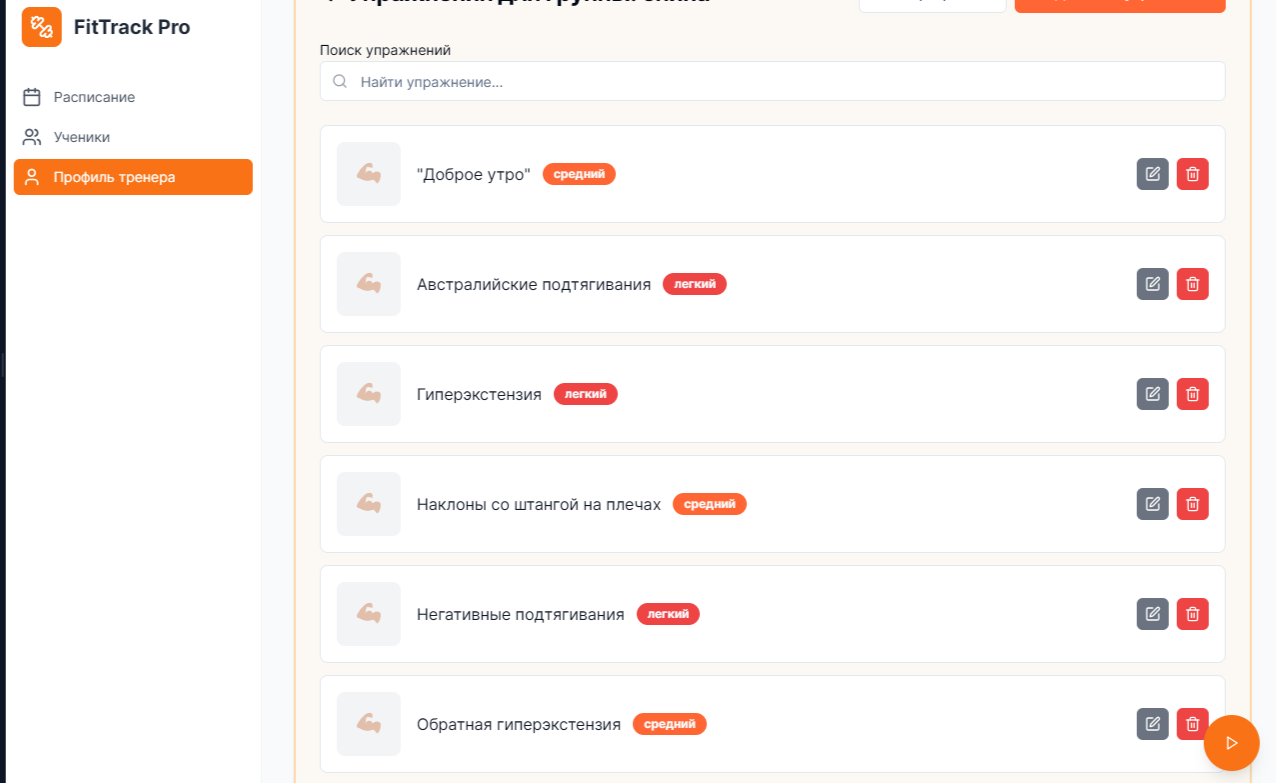 FitTrack Pro
Расписание
Ученики
Профиль тренера
Поиск упражнений
Найти упражнение...
"Доброе утро" средний
Австралийские подтягивания легкий
Гиперэкстензия легкий
Наклоны со штангой на плечах средний
Негативные подтягивания легкий
Обратная гиперэкстензия средний